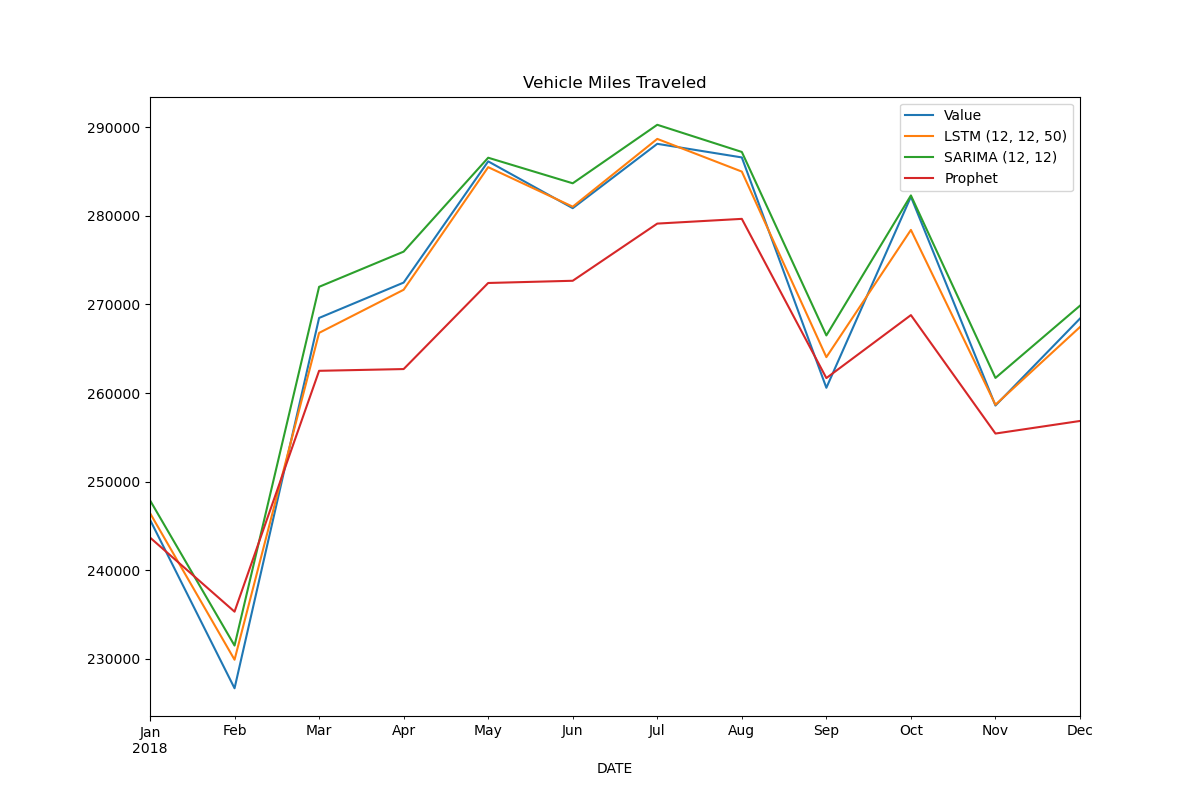 Vehicle Miles Traveled
Value
LSTM (12, 12, 50)
SARIMA (12, 12)
Prophet
290000
280000
270000
260000
250000
240000
230000
Jan Feb Mar Apr May Jun Jul Aug Sep Oct Nov Dec
2018
DATE